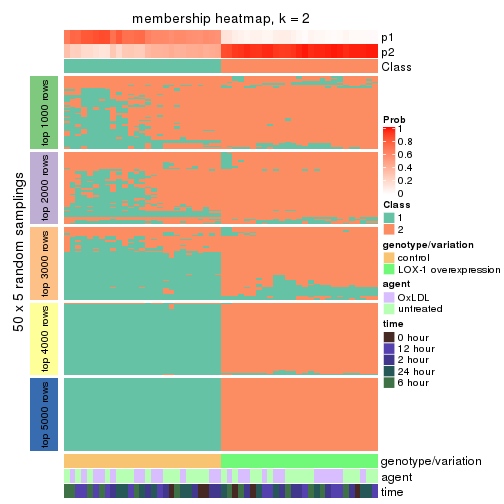 membership heatmap, k = 2
p1
p2
Class
50 x 5 random samplings
top 1000 rows
top 2000 rows
top 3000 rows
top 4000 rows
top 5000 rows
Prob
1
0.8
0.6
0.4
0.2
0
Class
1
2
genotype/variation
control
LOX-1 overexpression
agent
OxLDL
untreated
time
0 hour
12 hour
2 hour
24 hour
6 hour
genotype/variation
agent
time